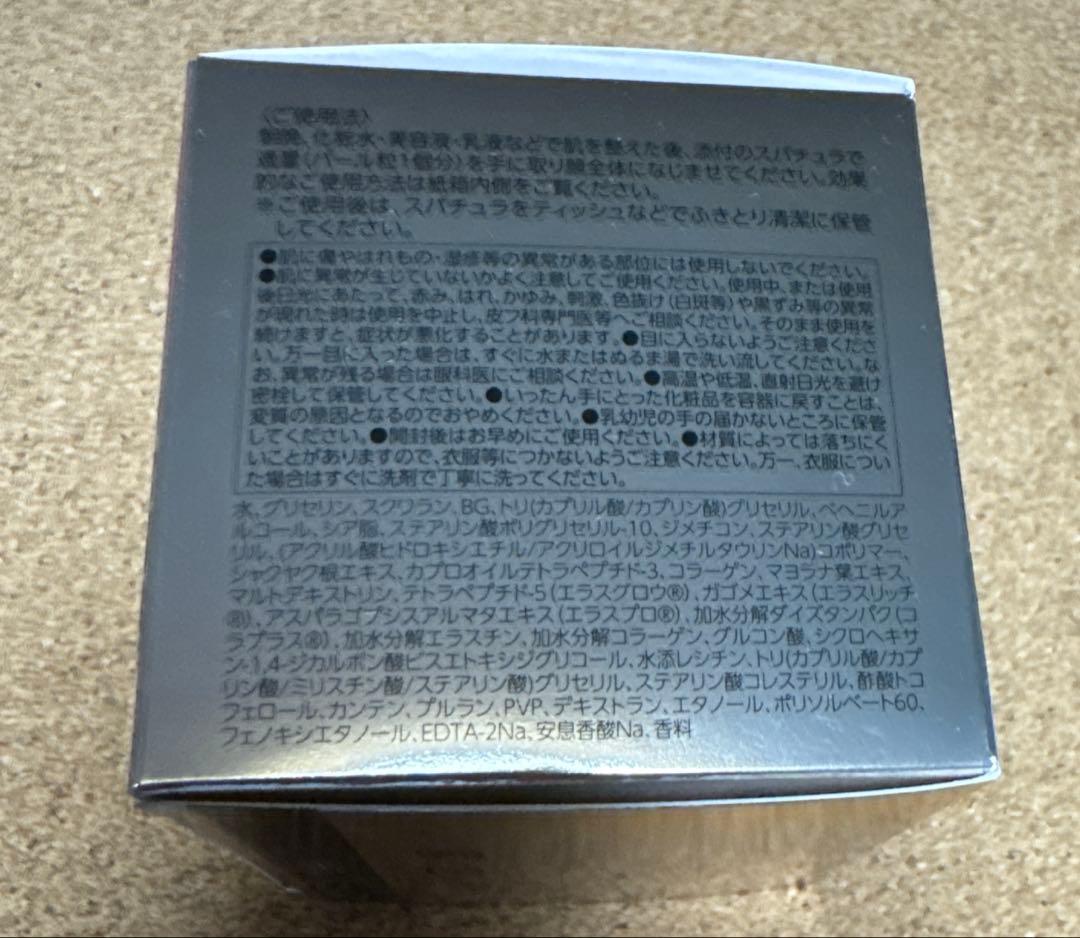 〈ご使用法〉
朝晩、化粧水・美容液・乳液などで肌を整えた後、添付のスパチュラで
適量(パール粒1個分)を手に取り顔全体になじませてください。効果
的なご使用方法は紙箱内側をご覧ください。
※ご使用後は、スパチュラをティッシュなどでふきとり清潔に保管
してください。
●肌に傷やはれもの・湿疹等の異常がある部位には使用しないでください。
●肌に異常が生じていないかよく注意してご使用ください。使用中、または使用
後日光にあたって、赤み、はれ、かゆみ、刺激、色抜け(白斑等)や黒ずみ等の異常
が現れた時は使用を中止し、皮フ科専門医等へご相談ください。そのまま使用を
続けますと、症状が悪化することがあります。●目に入らないようご注意くださ
い。万一目に入った場合は、すぐに水またはぬるま湯で洗い流してください。な
お、異常が残る場合は眼科医にご相談ください。●高温や低温、直射日光を避け
密栓して保管してください。●いったん手にとった化粧品を容器に戻すことは、
変質の原因となるのでおやめください。●乳幼児の手の届かないところに保管
してください。●開封後はお早めにご使用ください。●材質によっては落ちにく
いことがありますので、衣服等につかないようご注意ください。万一、衣服につい
た場合はすぐに洗剤で丁寧に洗ってください。
水、グリセリン、スクワラン、BG、トリ(カプリル酸/カプリン酸)グリセリル、ベヘニルア
ルコール、シア脂、ステアリン酸ポリグリセリル-10、ジメチコン、ステアリン酸グリセ
リル、(アクリル酸ヒドロキシエチル/アクリロイルジメチルタウリンNa)コポリマー、
シャクヤク根エキス、カプロオイルテトラペプチド-3、コラーゲン、マヨラナ葉エキス、
マルトデキストリン、テトラペプチド-5(エラスグロウ®)、ガゴメエキス(エラスリッチ
®)、アスパラゴプシスアルマタエキス(エラスプロ®)、加水分解ダイズタンパク(コ
ラプラス®)、加水分解エラスチン、加水分解コラーゲン、グルコン酸、シクロヘキサ
ン-1,4-ジカルボン酸ビスエトキシジグリコール、水添レシチン、トリ(カプリル酸/カプ
リン酸/ミリスチン酸/ステアリン酸)グリセリル、ステアリン酸コレステリル、酢酸トコ
フェロール、カンテン、プルラン、PVP、デキストラン、エタノール、ポリソルベート60、
フェノキシエタノール、EDTA-2Na、安息香酸Na、香料